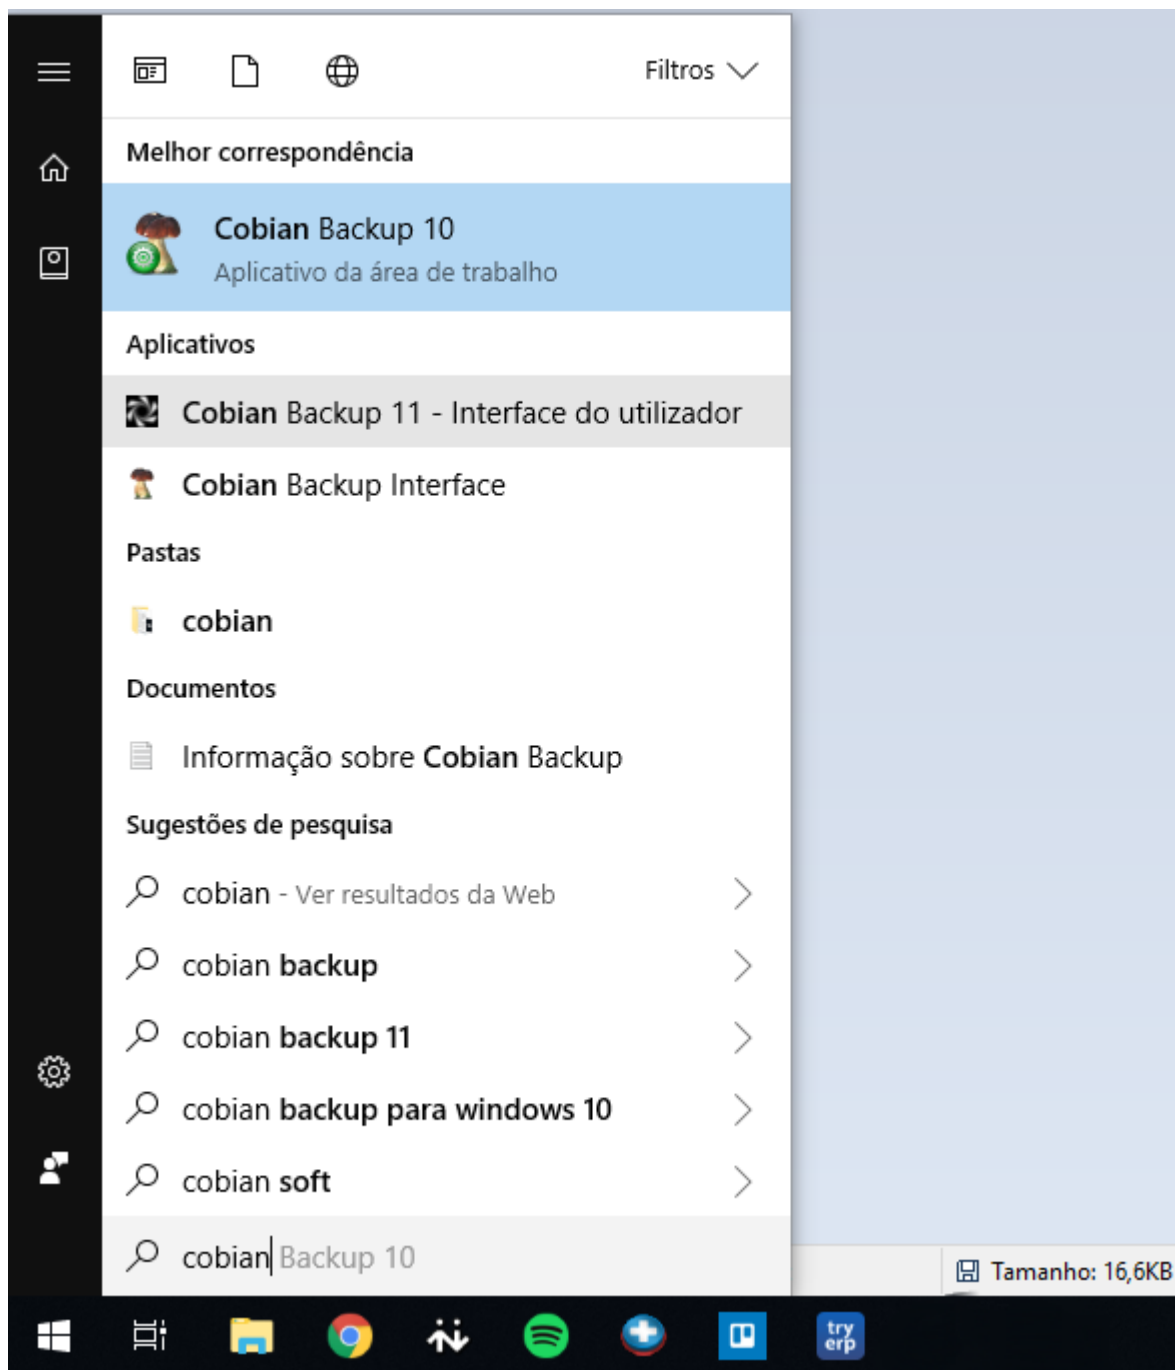 Filtros
Melhor correspondência
Cobian Backup 10
Aplicativo da área de trabalho
Aplicativos
Cobian Backup 11 - Interface do utilizador
Cobian Backup Interface
Pastas
cobian
Documentos
Informação sobre Cobian Backup
Sugestões de pesquisa
cobian - Ver resultados da Web
cobian backup
cobian backup 11
cobian backup para windows 10
cobian soft
cobian Backup 10
Tamanho: 16,6KB
try
erp